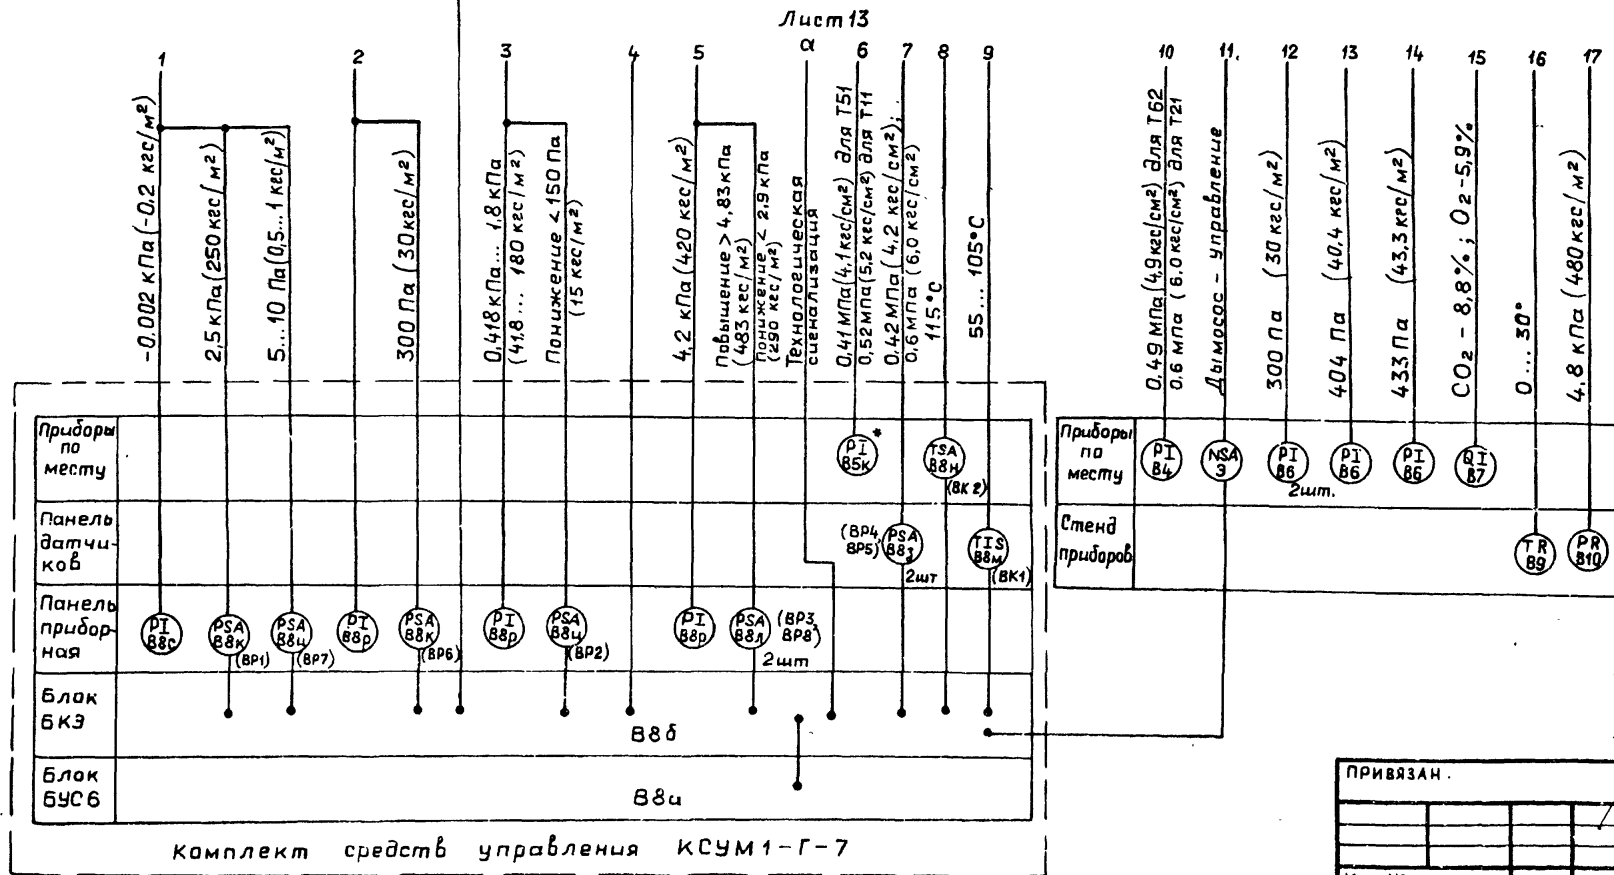 Лист 13
1
2
3
4
5
α
6
7
8
9
10
11.
12
13
14
15
16
17
-0.002 кПа (-0.2 кгс/м²)
2,5 кПа (250 кгс/м²)
5...10 Па (0,5...1 кгс/м²)
300 Па (30 кгс/м²)
0,418 кПа... 1,8 кПа
(41,8... 180 кгс/м²)
Понижение < 150 Па
(15 кгс/м²)
4,2 кПа (420 кгс/м²)
Повышение > 4,83 кПа
(483 кгс/м²)
Понижение < 2,9 кПа
(290 кгс/м²)
Технологическая
сигнализация
0,41 МПа (4,1 кгс/см²) для Т51
0,52 МПа (5,2 кгс/см²) для Т11
0,42 МПа (4,2 кгс/см²);
0,6 МПа (6,0 кгс/см²)
115°С
55... 105°С
0,49 МПа (4,9 кгс/см²) для Т62
0,6 МПа (6.0 кгс/см²) для Т21
Дымосос - управление
300 Па (30 кгс/м²)
404 Па (40,4 кгс/м²)
433 Па (43,3 кгс/м²)
CO₂ - 8,8%; O₂ - 5,9%
0...30°
4,8 кПа (480 кгс/м²)
Приборы
по
месту
PI
В5к
*
TSA
В8н
(ВК2)
Панель
датчи-
ков
(ВР4,
ВР5)
PSA
В8з
2шт
TIS
В8м
(ВК1)
Панель
прибор-
ная
PI
В8с
PSA
В8к
(ВР1)
PSA
В8ц
(ВР7)
PI
В8р
PSA
В8к
(ВР6)
PI
В8р
PSA
В8ц
(ВР2)
PI
В8р
PSA
В8л
(ВР3,
ВР8)
2шт
Блок
БКЭ
В8б
Блок
БУС6
В8и
Комплект средств управления КСУМ1-Г-7
Приборы
по
месту
PI
В4
NSA
Э
PI
В6
2шт.
PI
В6
PI
В6
QI
В7
Стенд
приборов
TR
В9
PR
В10
ПРИВЯЗАН.